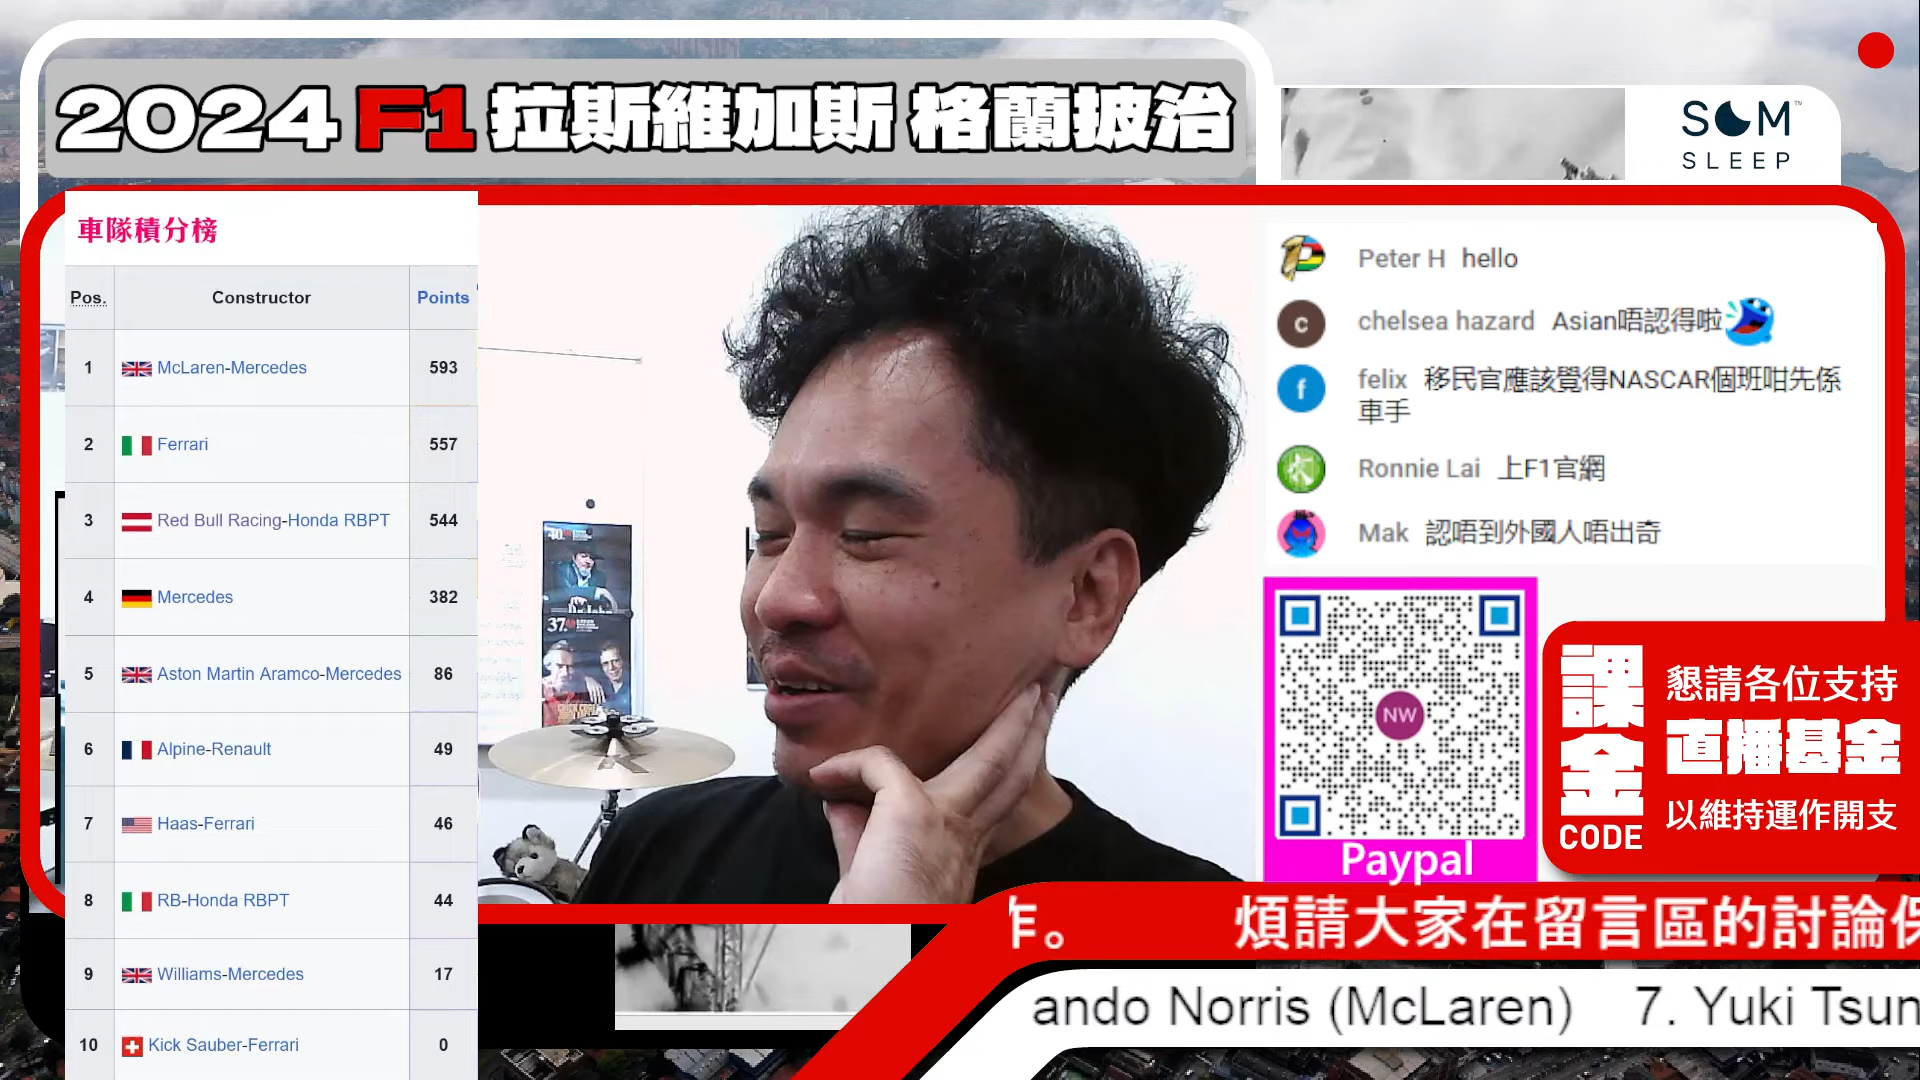 2024 F1 拉斯維加斯 格蘭披治
SOM™
SLEEP
車隊積分榜
Pos. Constructor Points
1 McLaren-Mercedes 593
2 Ferrari 557
3 Red Bull Racing-Honda RBPT 544
4 Mercedes 382
5 Aston Martin Aramco-Mercedes 86
6 Alpine-Renault 49
7 Haas-Ferrari 46
8 RB-Honda RBPT 44
9 Williams-Mercedes 17
10 Kick Sauber-Ferrari 0
40.
37.
Peter H hello
c chelsea hazard Asian唔認得啦
f felix 移民官應該覺得NASCAR個班咁先係
車手
Ronnie Lai 上F1官網
Mak 認唔到外國人唔出奇
NW
Paypal
課金
CODE
懇請各位支持
直播基金
以維持運作開支
作。 煩請大家在留言區的討論保
ando Norris (McLaren) 7. Yuki Tsun